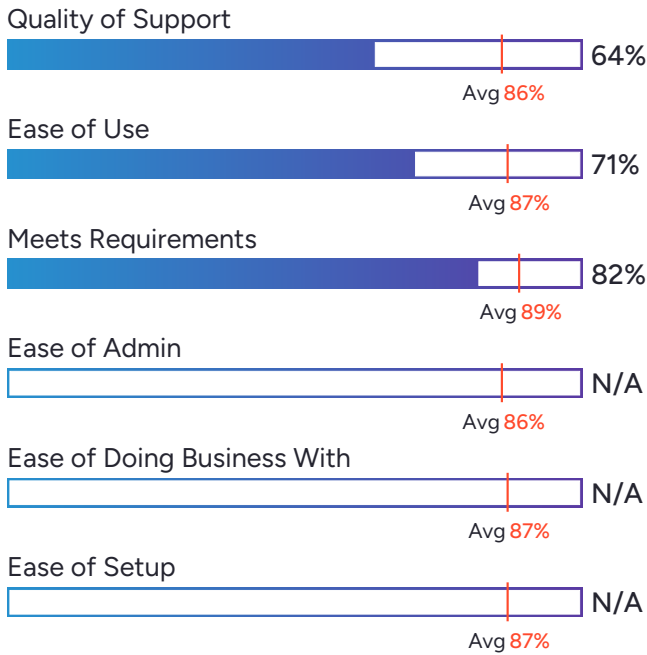 Quality of Support
64%
Avg 86%
Ease of Use
71%
Avg 87%
Meets Requirements
82%
Avg 89%
Ease of Admin
N/A
Avg 86%
Ease of Doing Business With
N/A
Avg 87%
Ease of Setup
N/A
Avg 87%